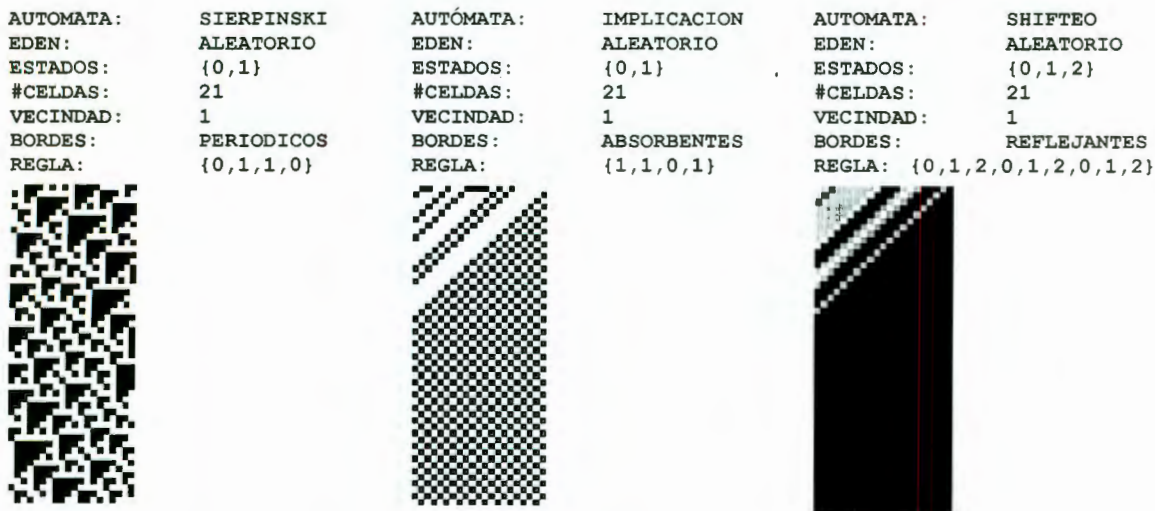 AUTOMATA: SIERPINSKI
EDEN: ALEATORIO
ESTADOS: {0,1}
#CELDAS: 21
VECINDAD: 1
BORDES: PERIODICOS
REGLA: {0,1,1,0}
AUTÓMATA: IMPLICACION
EDEN: ALEATORIO
ESTADOS: {0,1}
#CELDAS: 21
VECINDAD: 1
BORDES: ABSORBENTES
REGLA: {1,1,0,1}
AUTOMATA: SHIFTEO
EDEN: ALEATORIO
ESTADOS: {0,1,2}
#CELDAS: 21
VECINDAD: 1
BORDES: REFLEJANTES
REGLA: {0,1,2,0,1,2,0,1,2}